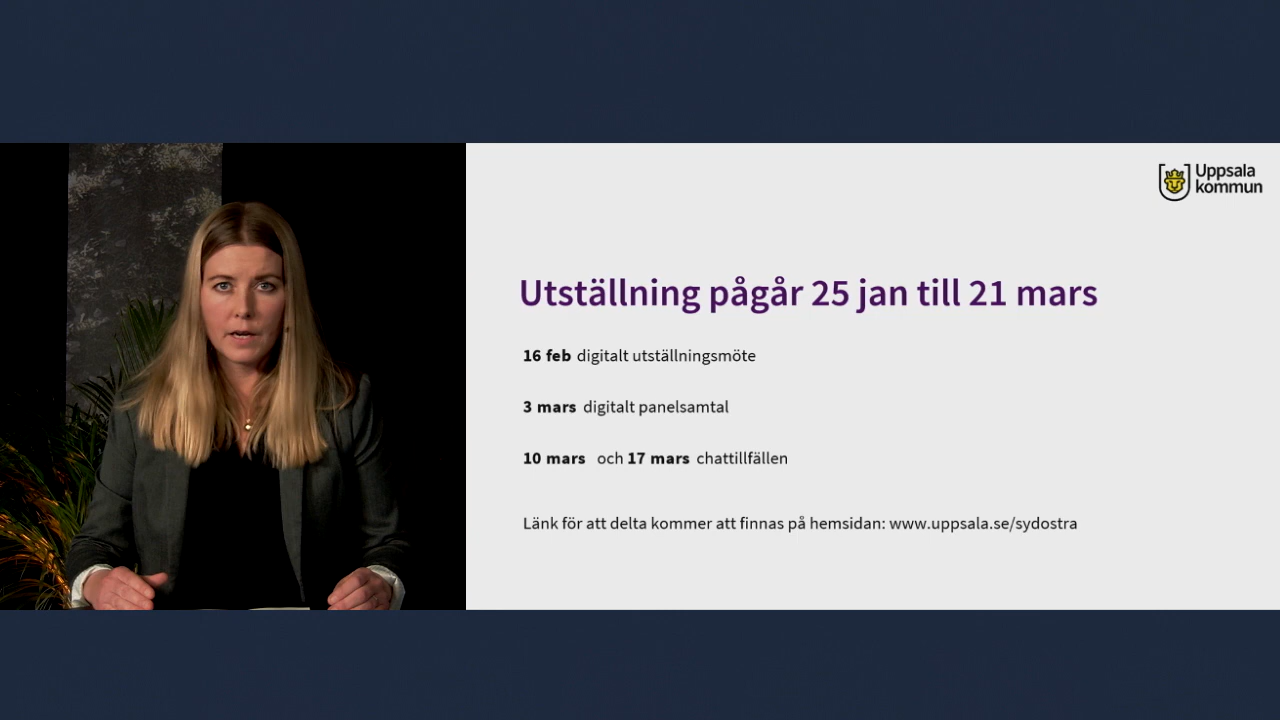 Uppsala
kommun
Utställning pågår 25 jan till 21 mars
16 feb digitalt utställningsmöte
3 mars digitalt panelsamtal
10 mars och 17 mars chattillfällen
Länk för att delta kommer att finnas på hemsidan: www.uppsala.se/sydostra